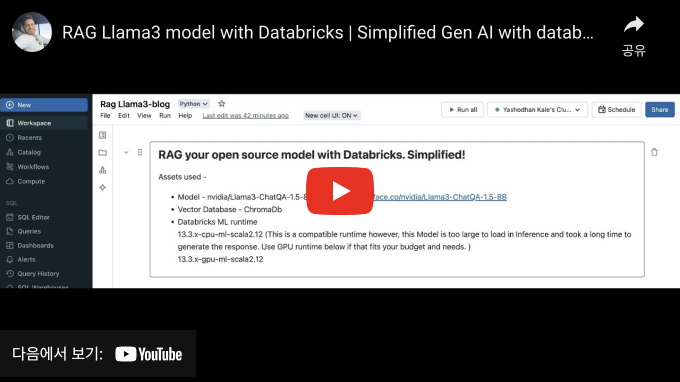 RAG Llama3 model with Databricks | Simplified Gen AI with datab...
공유
New
Workspace
Recents
Catalog
Workflows
Compute
SQL
SQL Editor
Queries
Dashboards
Alerts
Query History
SQL Warehouses
Rag Llama3-blog
Python
File Edit View Run Help Last edit was 42 minutes ago New cell UI: ON
Run all
Yashodhan Kale's Clu...
Schedule
Share
RAG your open source model with Databricks. Simplified!
Assets used -
Model - nvidia/Llama3-ChatQA-1.5-8 face.co/nvidia/Llama3-ChatQA-1.5-8B
Vector Database - ChromaDb
Databricks ML runtime
13.3.x-cpu-ml-scala2.12 (This is a compatible runtime however, this Model is too large to load in Inference and took a long time to
generate the response. Use GPU runtime below if that fits your budget and needs. )
13.3.x-gpu-ml-scala2.12
다음에서 보기: YouTube